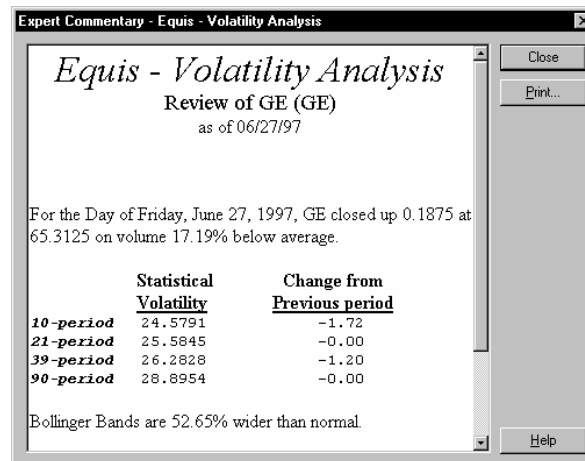 Expert Commentary - Equis - Volatility Analysis
Equis - Volatility Analysis
Review of GE (GE)
as of 06/27/97
Close
Print...
For the Day of Friday, June 27, 1997, GE closed up 0.1875 at
65.3125 on volume 17.19% below average.
Statistical Change from
Volatility Previous period
10-period 24.5791 -1.72
21-period 25.5845 -0.00
39-period 26.2828 -1.20
90-period 28.8954 -0.00
Bollinger Bands are 52.65% wider than normal.
Help